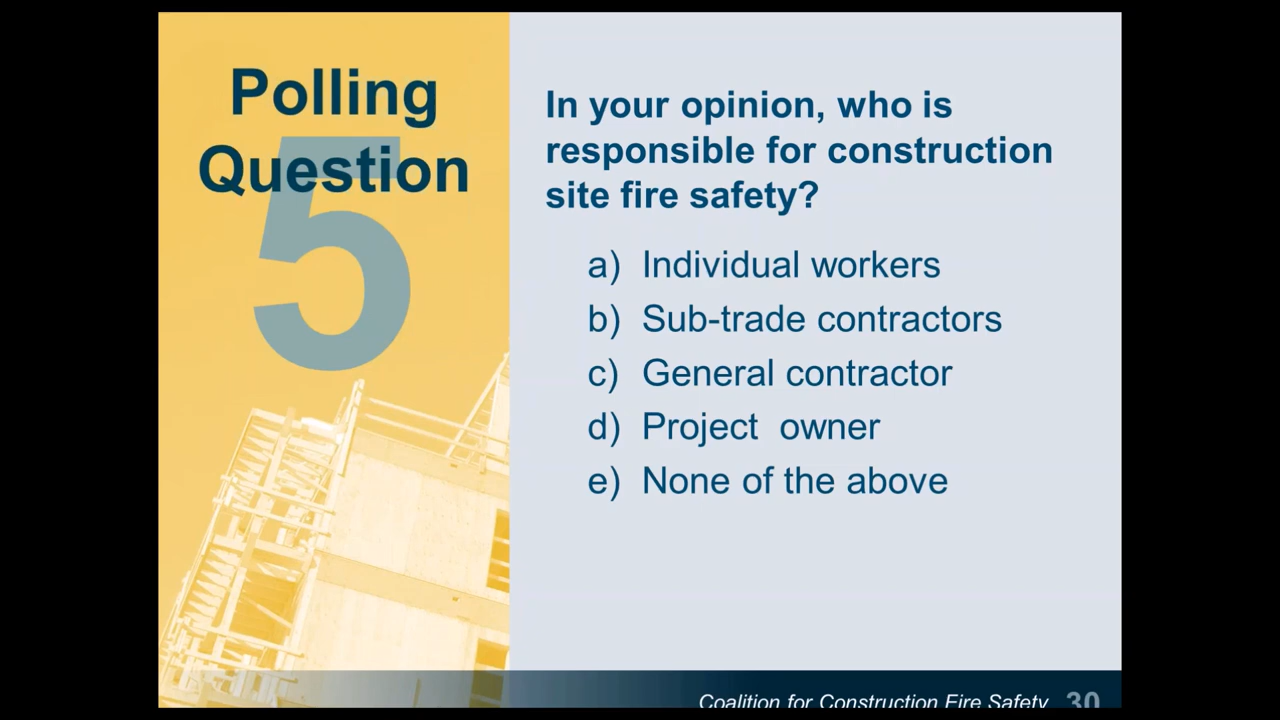 Polling
Question
5
In your opinion, who is
responsible for construction
site fire safety?
a) Individual workers
b) Sub-trade contractors
c) General contractor
d) Project owner
e) None of the above
Coalition for Construction Fire Safety 30